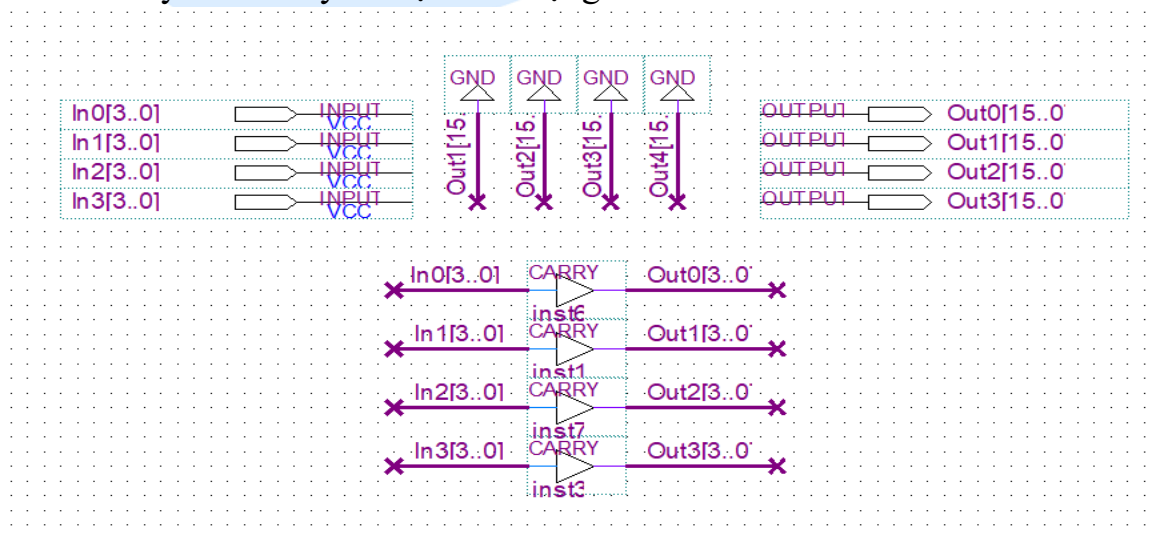 In0[3..0] INPUT VCC
In1[3..0] INPUT VCC
In2[3..0] INPUT VCC
In3[3..0] INPUT VCC
GND GND GND GND
Out1[15. Out2[15. Out3[15. Out4[15.
OUTPUT Out0[15..0
OUTPUT Out1[15..0
OUTPUT Out2[15..0
OUTPUT Out3[15..0
In0[3..0] CARRY Out0[3..0
inst6
In1[3..0] CARRY Out1[3..0
inst1
In2[3..0] CARRY Out2[3..0
inst7
In3[3..0] CARRY Out3[3..0
inst3